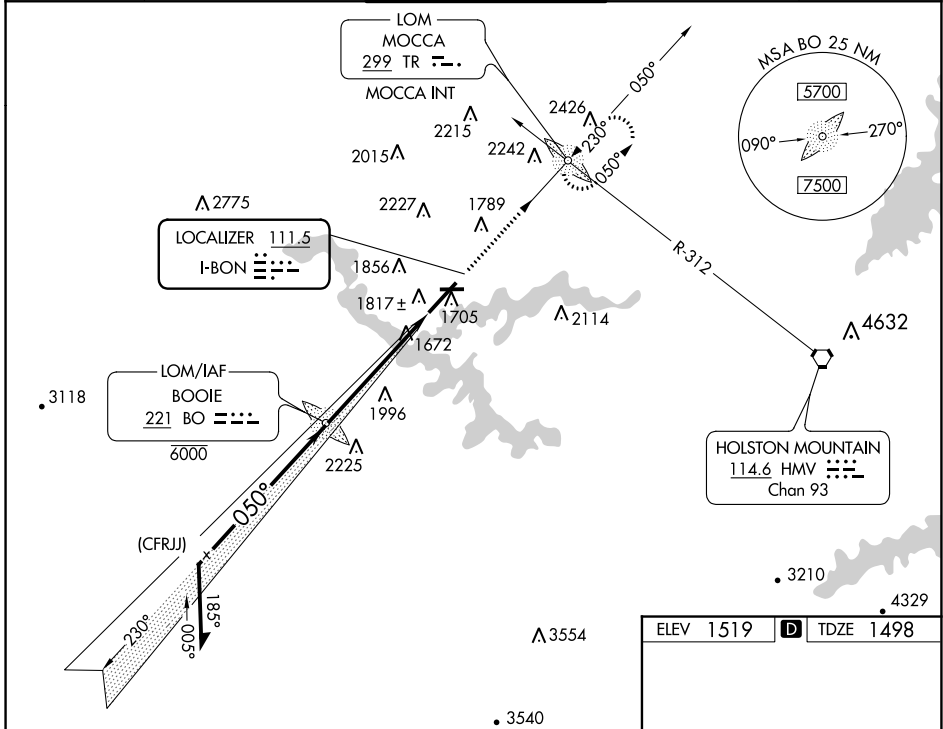 LOM
MOCCA
299 TR
MOCCA INT
050°
2426
230°
050°
2215
2242
2015
MSA BO 25 NM
5700
090°
270°
7500
2775
2227
1789
LOCALIZER 111.5
I-BON
1856
R-312
1817 ±
1705
2114
4632
1672
LOM/IAF
BOOIE
221 BO
6000
3118
1996
2225
HOLSTON MOUNTAIN
114.6 HMV
Chan 93
050°
(CFRJJ)
3210
4329
185°
005°
230°
3554
ELEV 1519 D TDZE 1498
3540